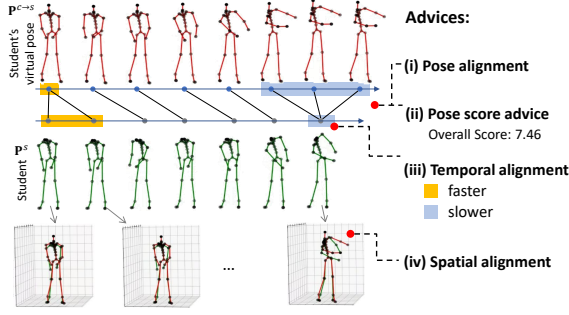 P^{c→s}
Student's
virtual pose
Advices:
(i) Pose alignment
(ii) Pose score advice
Overall Score: 7.46
P^s
Student
(iii) Temporal alignment
faster
slower
...
(iv) Spatial alignment